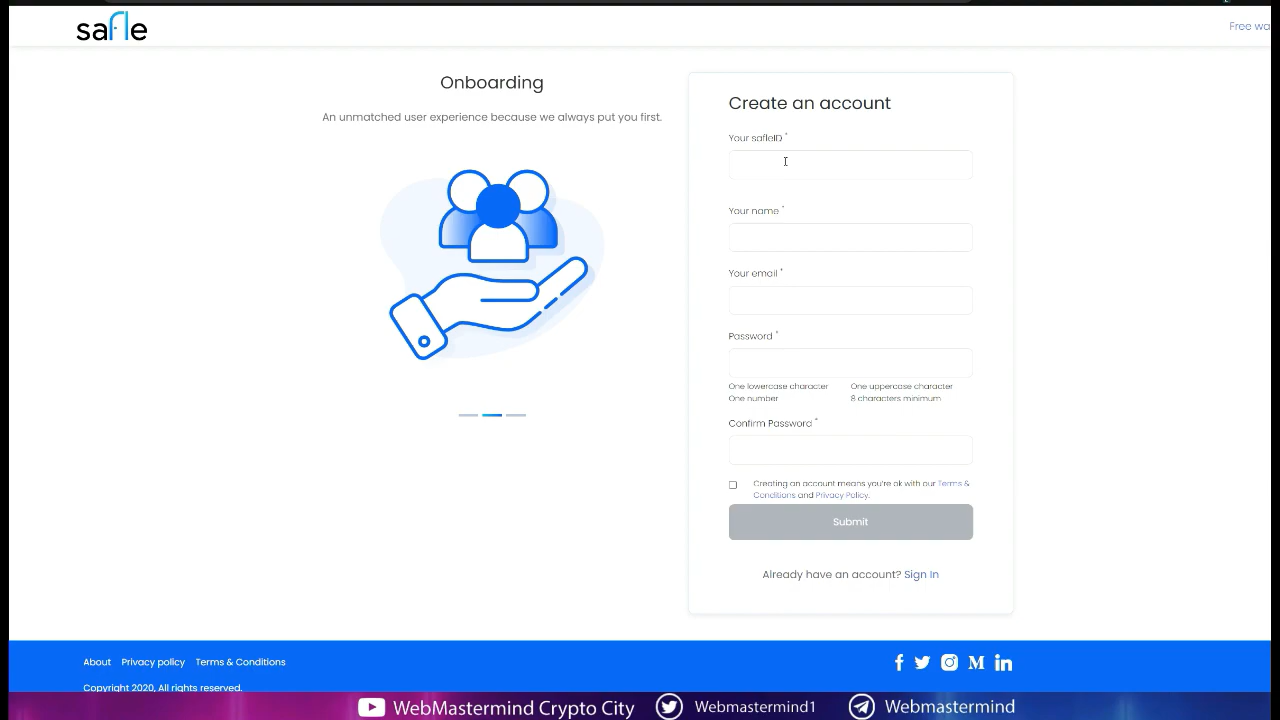 safle
Free wa
Onboarding
An unmatched user experience because we always put you first.
Create an account
Your safleID *
Your name *
Your email *
Password *
One lowercase character
One uppercase character
One number
8 characters minimum
Confirm Password *
Creating an account means you're ok with our Terms &
Conditions and Privacy Policy.
Submit
Already have an account? Sign In
About Privacy policy Terms & Conditions
Copyright 2020, All rights reserved.
WebMastermind Crypto City Webmastermind1 Webmastermind